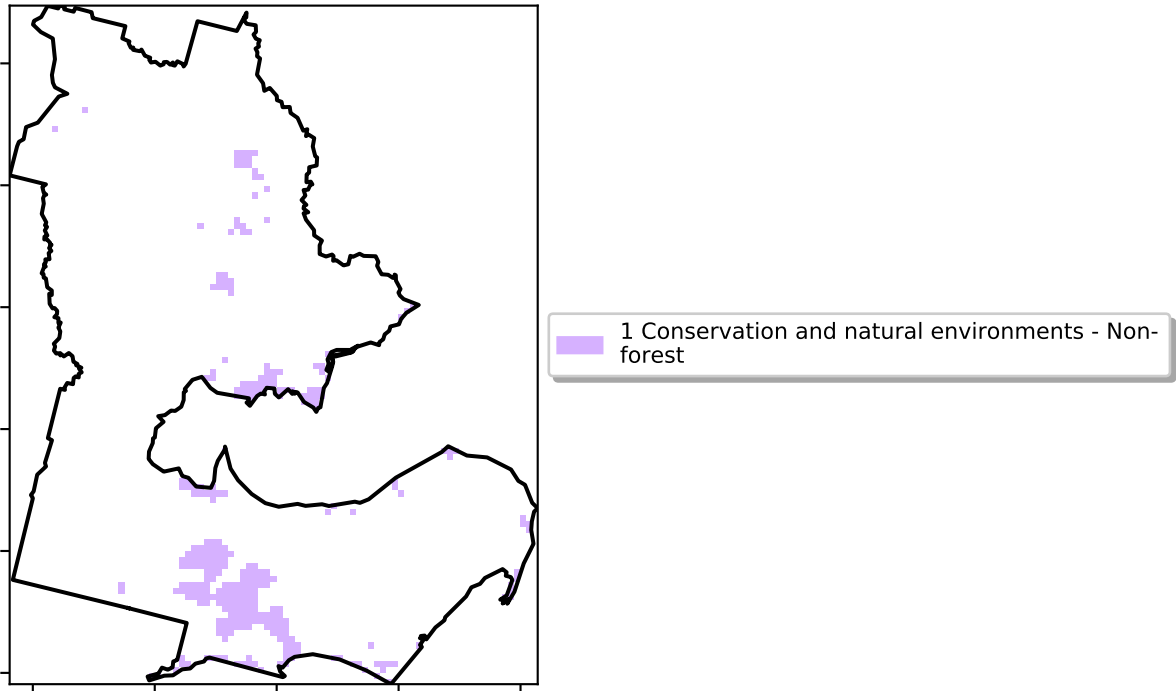 1 Conservation and natural environments - Non-
forest